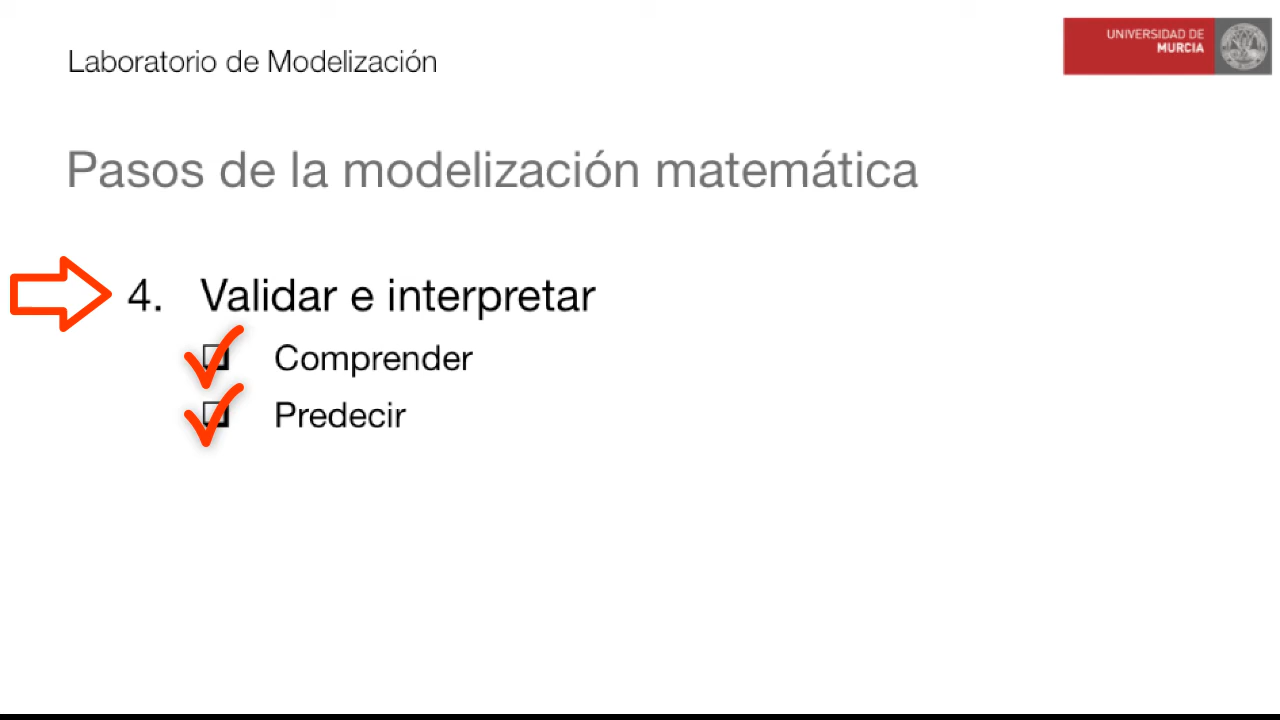 Laboratorio de Modelización
UNIVERSIDAD DE
MURCIA
Pasos de la modelización matemática
4. Validar e interpretar
Comprender
Predecir